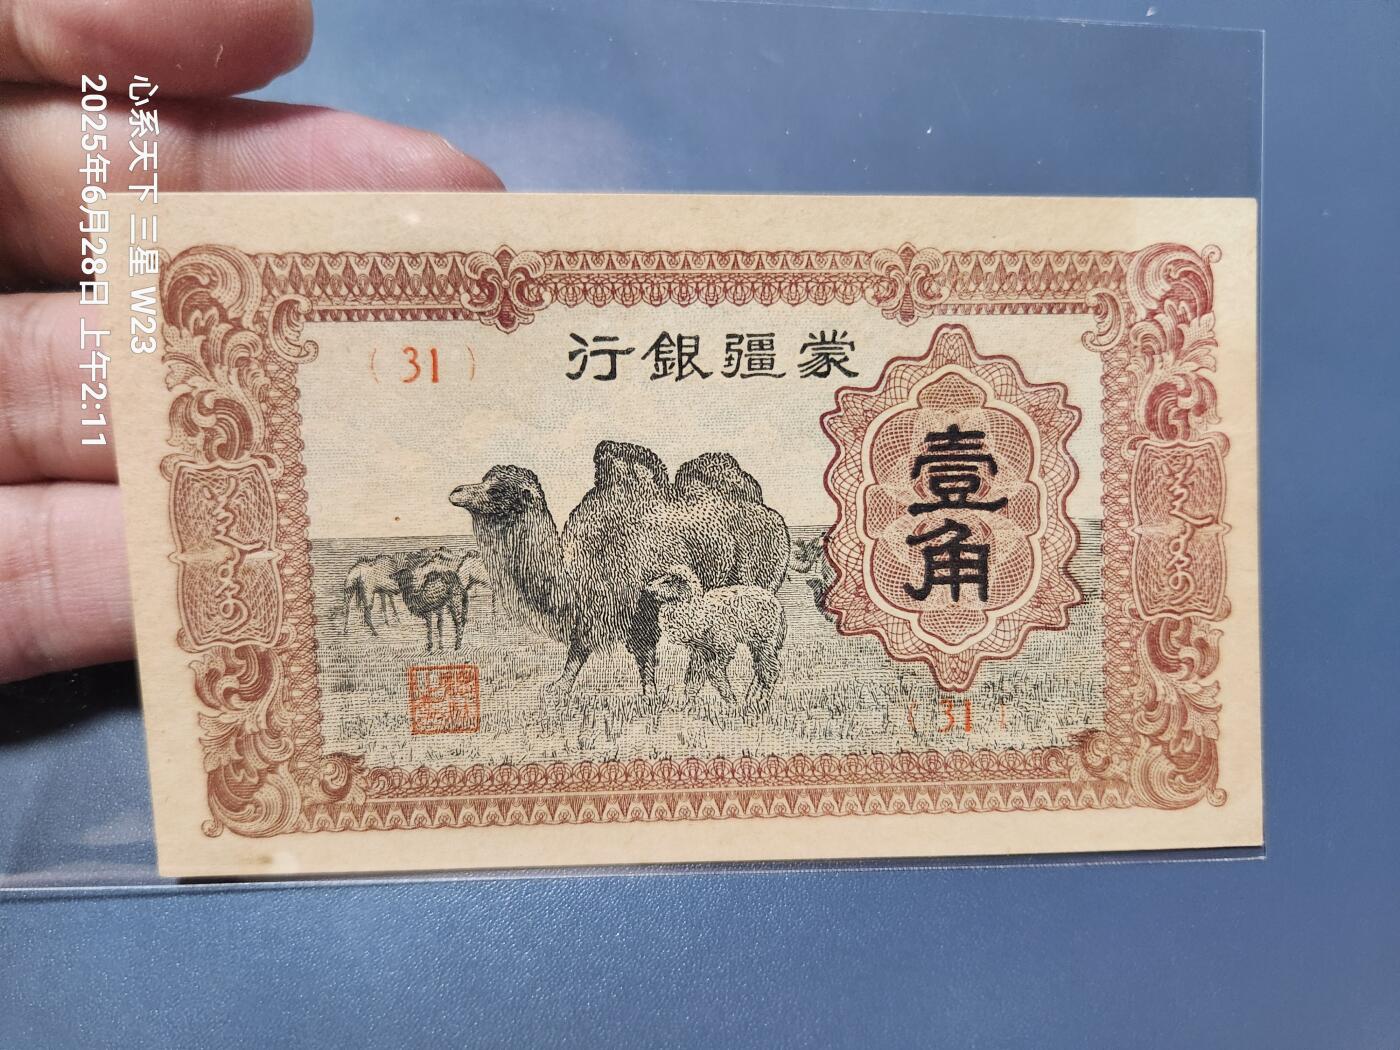 心系天下 三星 W23
2025年6月28日 上午2:11
行銀疆蒙
(31)
壹角
(31)